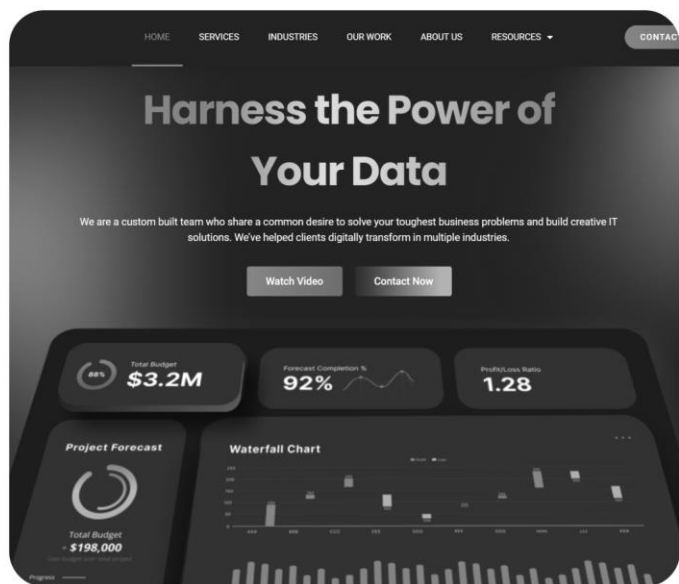 HOME SERVICES INDUSTRIES OUR WORK ABOUT US RESOURCES CONTAC
Harness the Power of
Your Data
We are a custom built team who share a common desire to solve your toughest business problems and build creative IT
solutions. We've helped clients digitally transform in multiple industries.
Watch Video Contact Now
88% Total Budget
$3.2M
Forecast Completion %
92%
Profit/Loss Ratio
1.28
Project Forecast
Total Budget
$198,000
Progress
Waterfall Chart